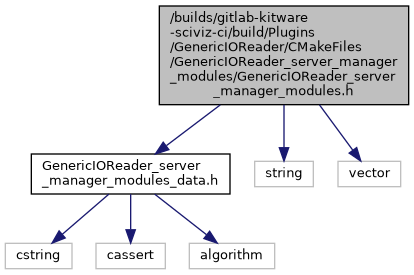 /builds/gitlab-kitware
-sciviz-ci/build/Plugins
/GenericIOReader/CMakeFiles
/GenericIOReader_server_manager
_modules/GenericIOReader_server
_manager_modules.h
GenericIOReader_server
_manager_modules_data.h
string
vector
cstring
cassert
algorithm